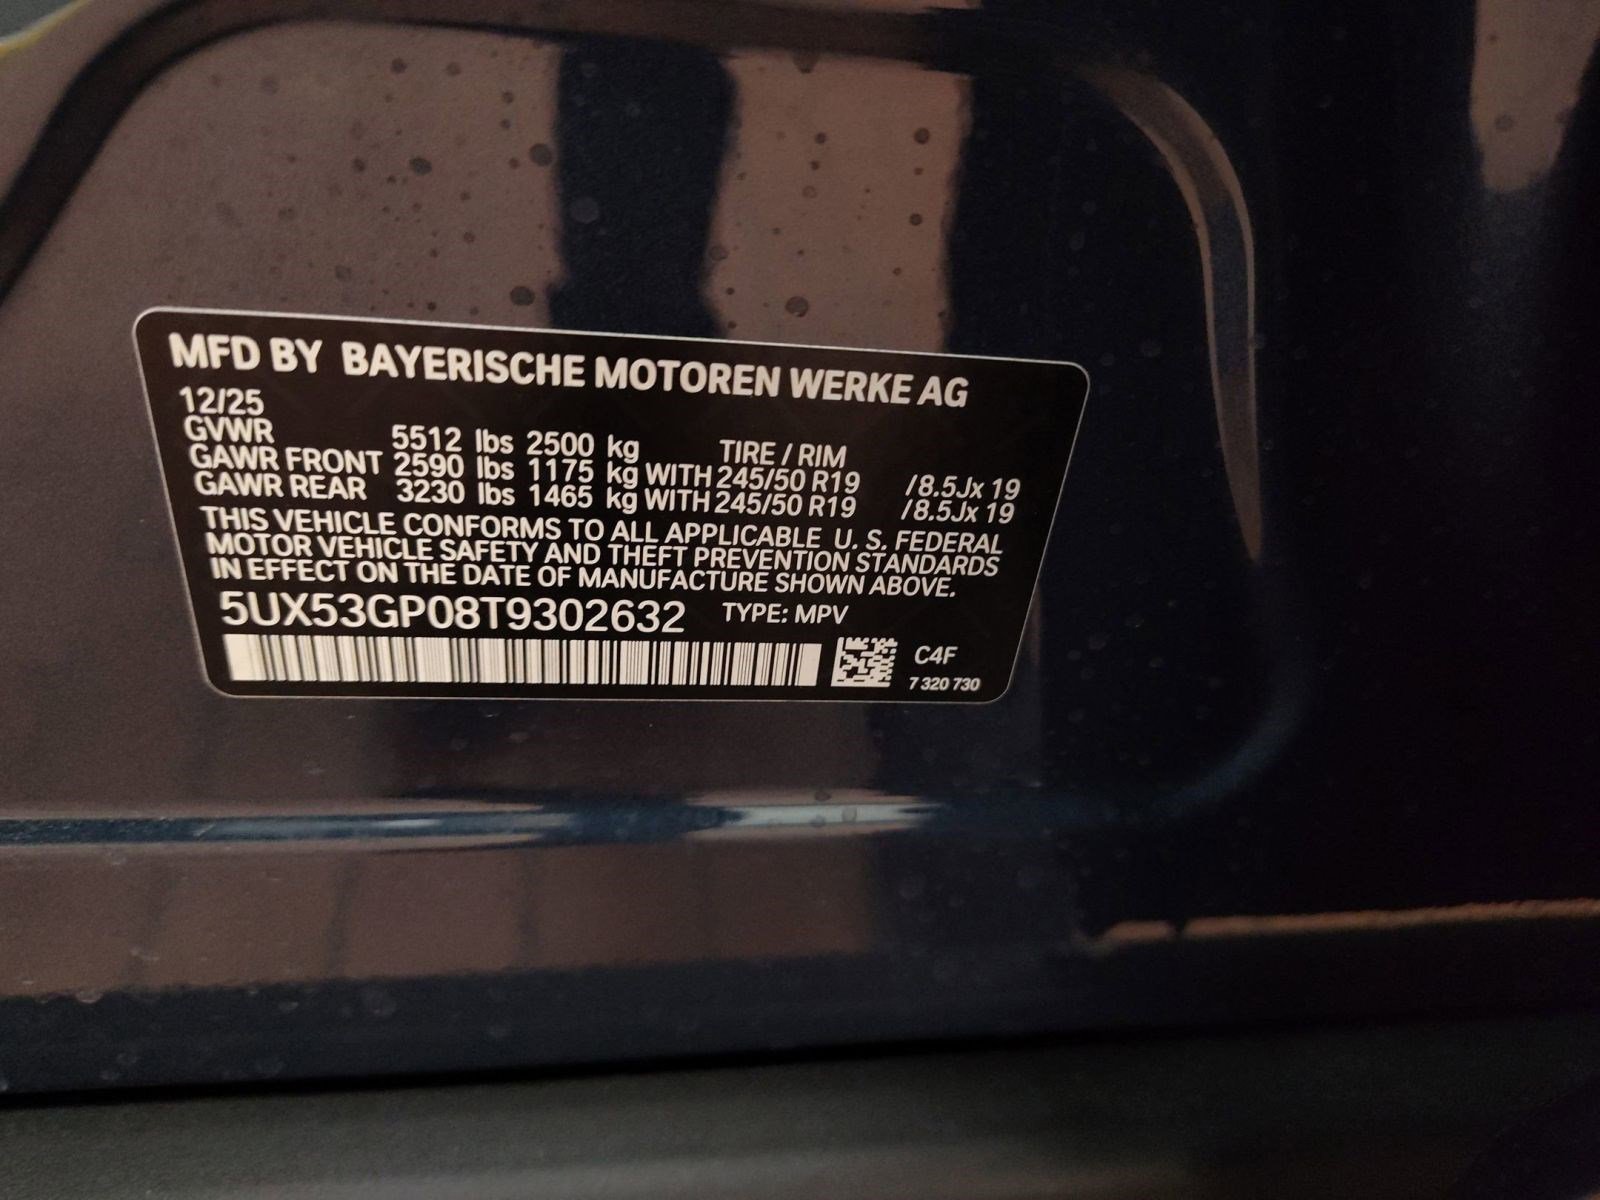 MFD BY BAYERISCHE MOTOREN WERKE AG
12/25
GVWR 5512 lbs 2500 kg TIRE / RIM
GAWR FRONT 2590 lbs 1175 kg WITH 245/50 R19 /8.5Jx 19
GAWR REAR 3230 lbs 1465 kg WITH 245/50 R19 /8.5Jx 19
THIS VEHICLE CONFORMS TO ALL APPLICABLE U. S. FEDERAL
MOTOR VEHICLE SAFETY AND THEFT PREVENTION STANDARDS
IN EFFECT ON THE DATE OF MANUFACTURE SHOWN ABOVE.
5UX53GP08T9302632 TYPE: MPV
C4F
7 320 730